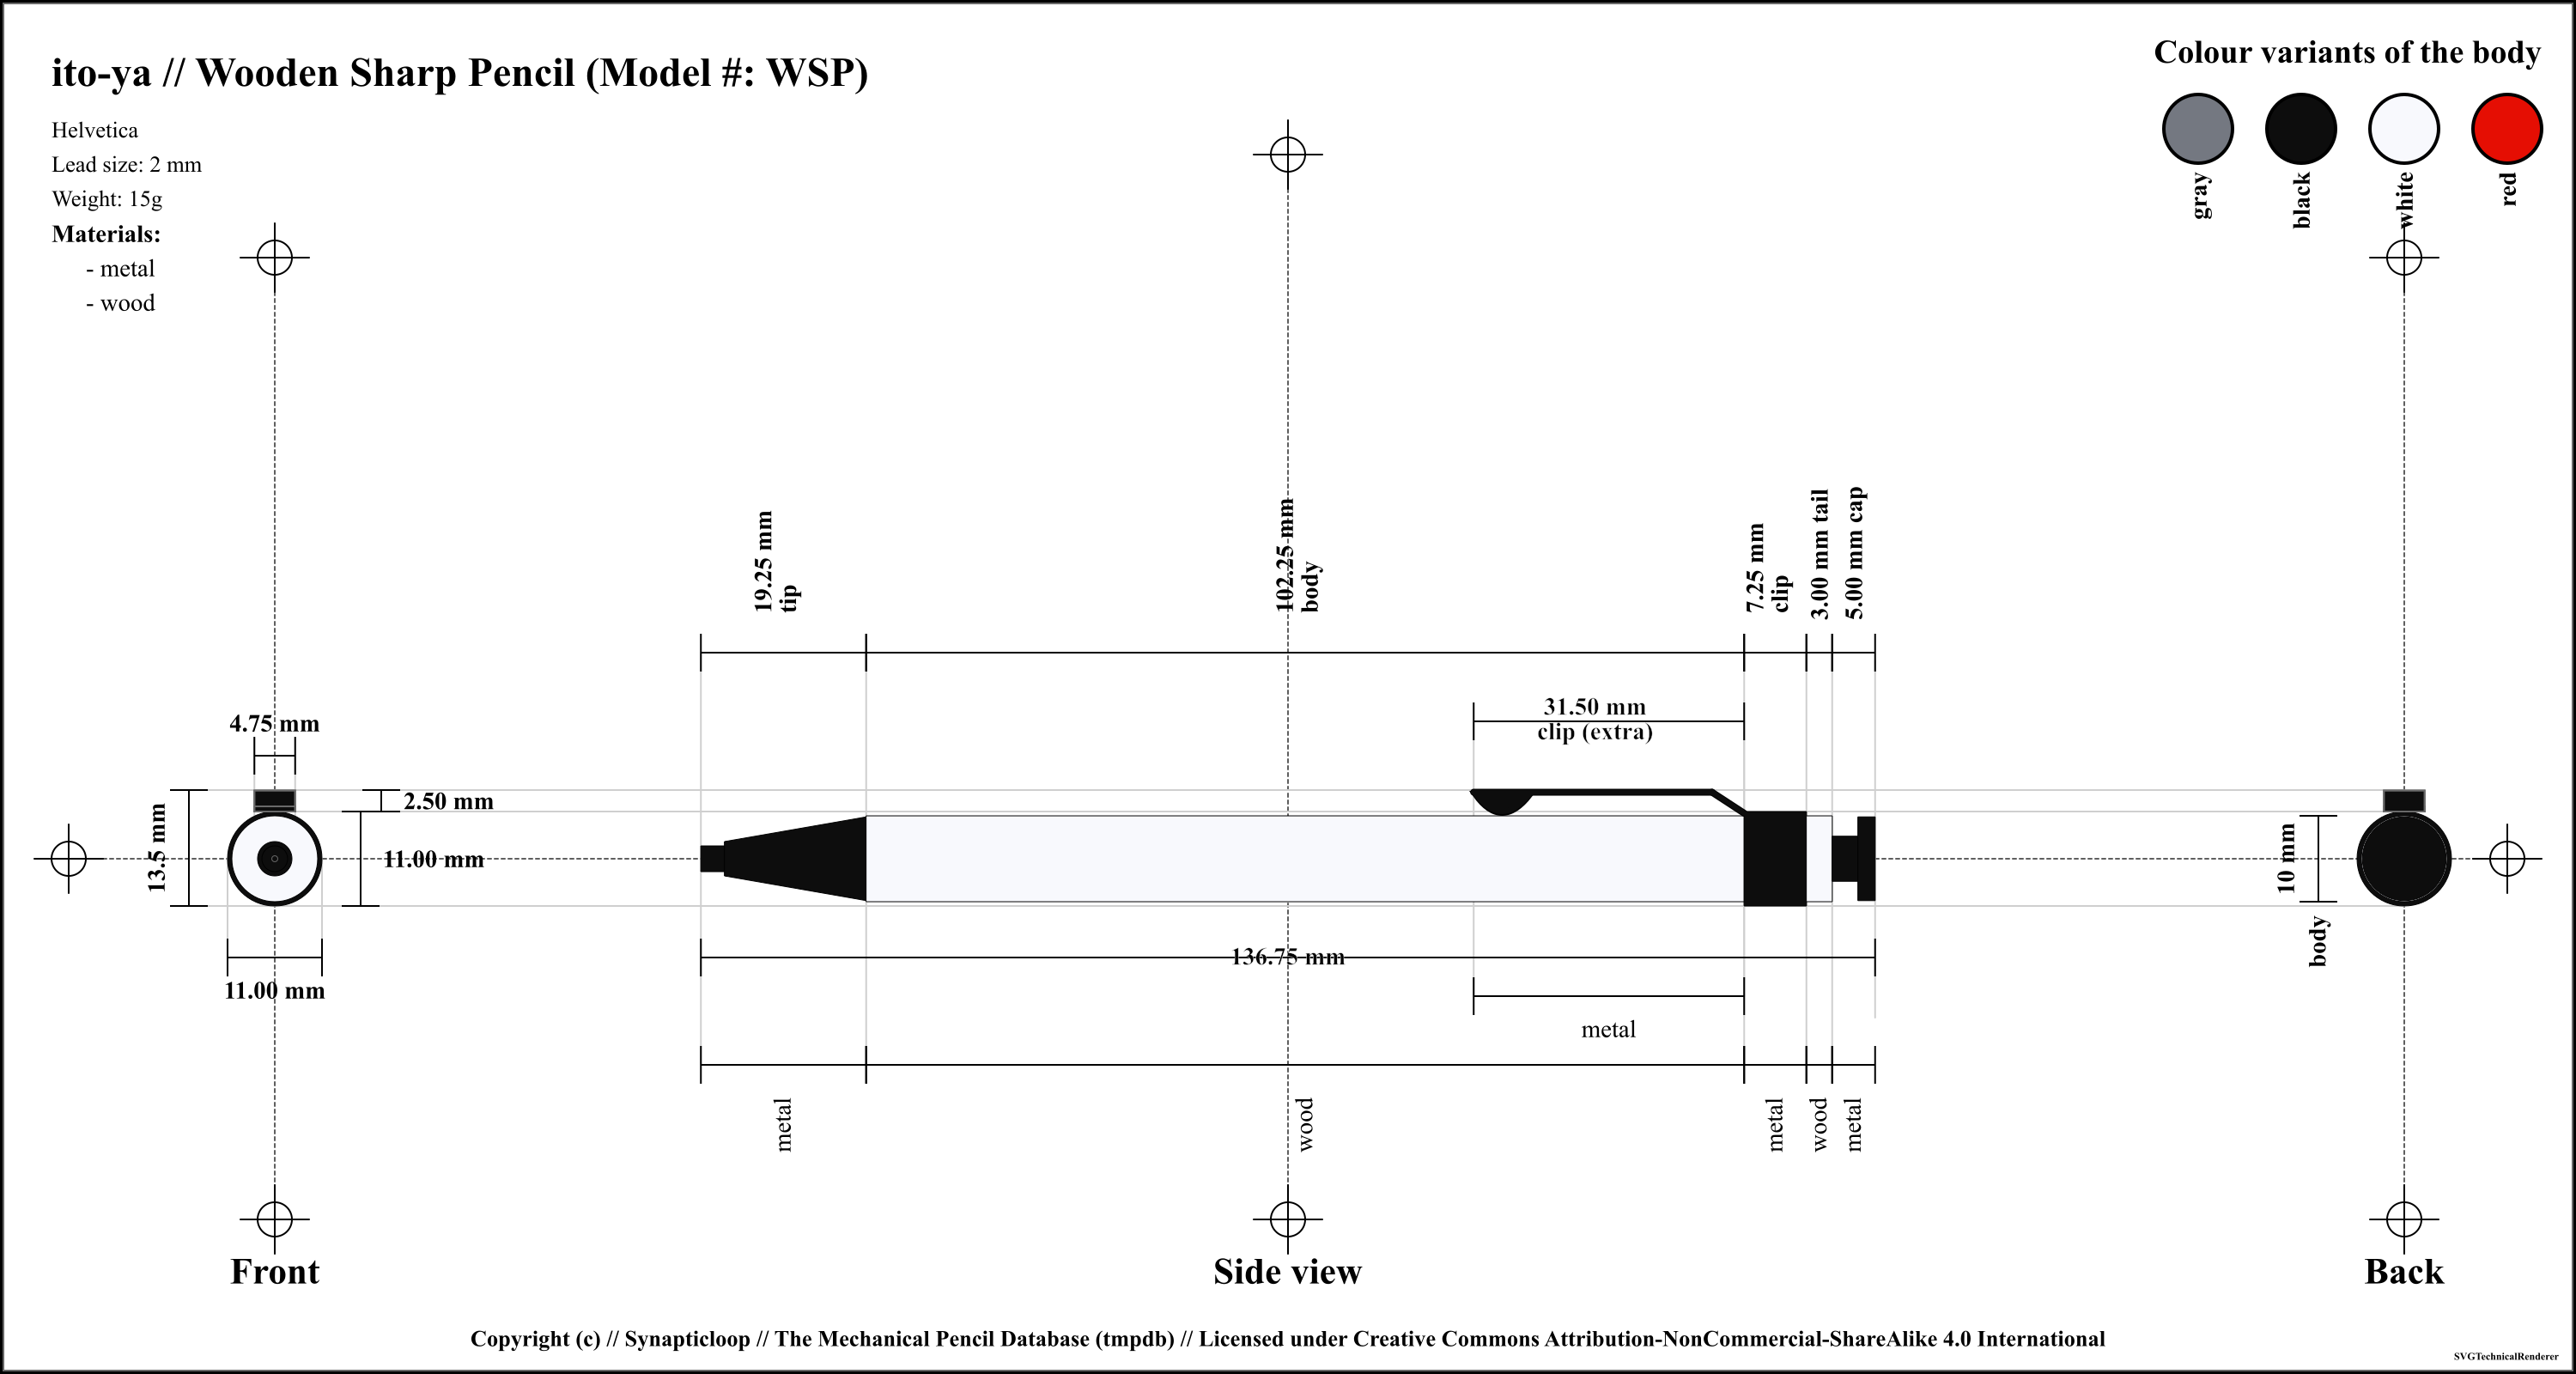 ito-ya // Wooden Sharp Pencil (Model #: WSP)
Helvetica
Lead size: 2 mm
Weight: 15g
Materials:
- metal
- wood
Colour variants of the body
gray
black
white
red
19.25 mm
tip
102.25 mm
body
7.25 mm
clip
3.00 mm tail
5.00 mm cap
31.50 mm
clip (extra)
4.75 mm
2.50 mm
13.5 mm
11.00 mm
11.00 mm
10 mm
body
136.75 mm
metal
metal
wood
metal
wood
metal
Front
Side view
Back
Copyright (c) // Synapticloop // The Mechanical Pencil Database (tmpdb) // Licensed under Creative Commons Attribution-NonCommercial-ShareAlike 4.0 International
SVGTechnicalRenderer